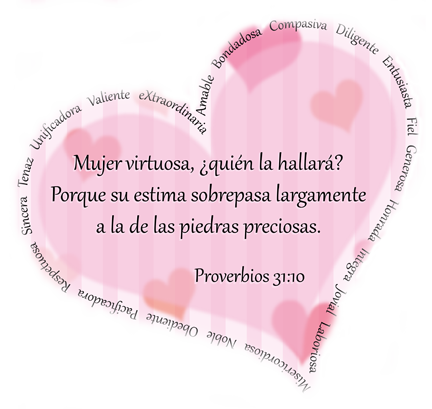 Mujer virtuosa, ¿quién la hallará?
Porque su estima sobrepasa largamente
a la de las piedras preciosas.
Proverbios 31:10
Amable Bondadosa Compasiva Diligente Entusiasta Fiel Generosa Honrada Integra Jovial Laboriosa Misericordiosa Noble Obediente Pacificadora Respetuosa Sincera Tenaz Unificadora Valiente eXtraordinaria